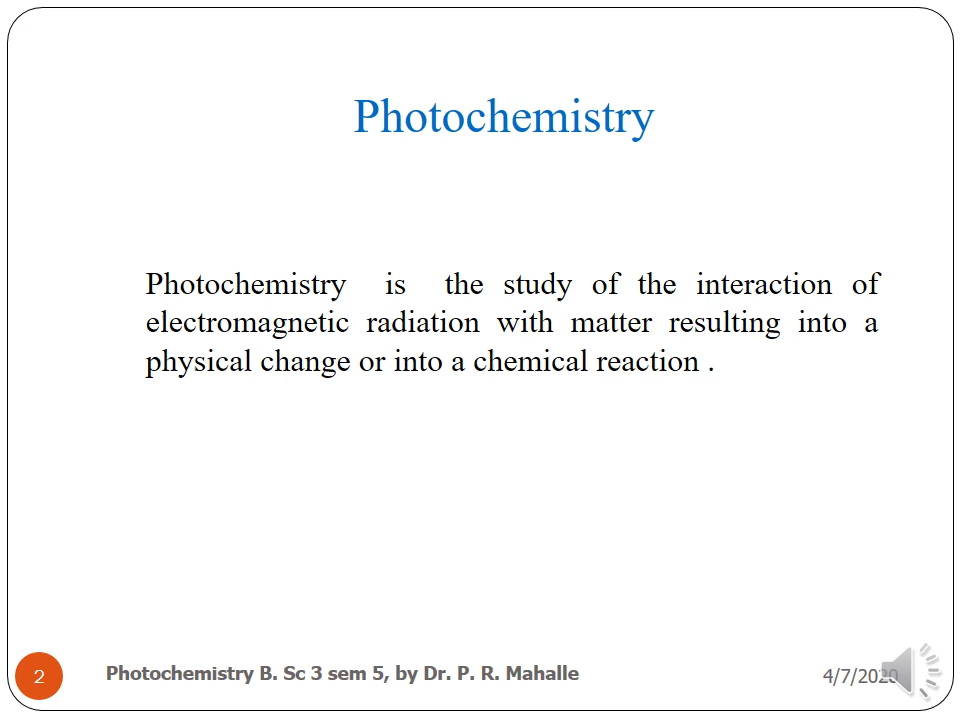 Photochemistry
Photochemistry is the study of the interaction of
electromagnetic radiation with matter resulting into a
physical change or into a chemical reaction .
2
Photochemistry B. Sc 3 sem 5, by Dr. P. R. Mahalle
4/7/2020